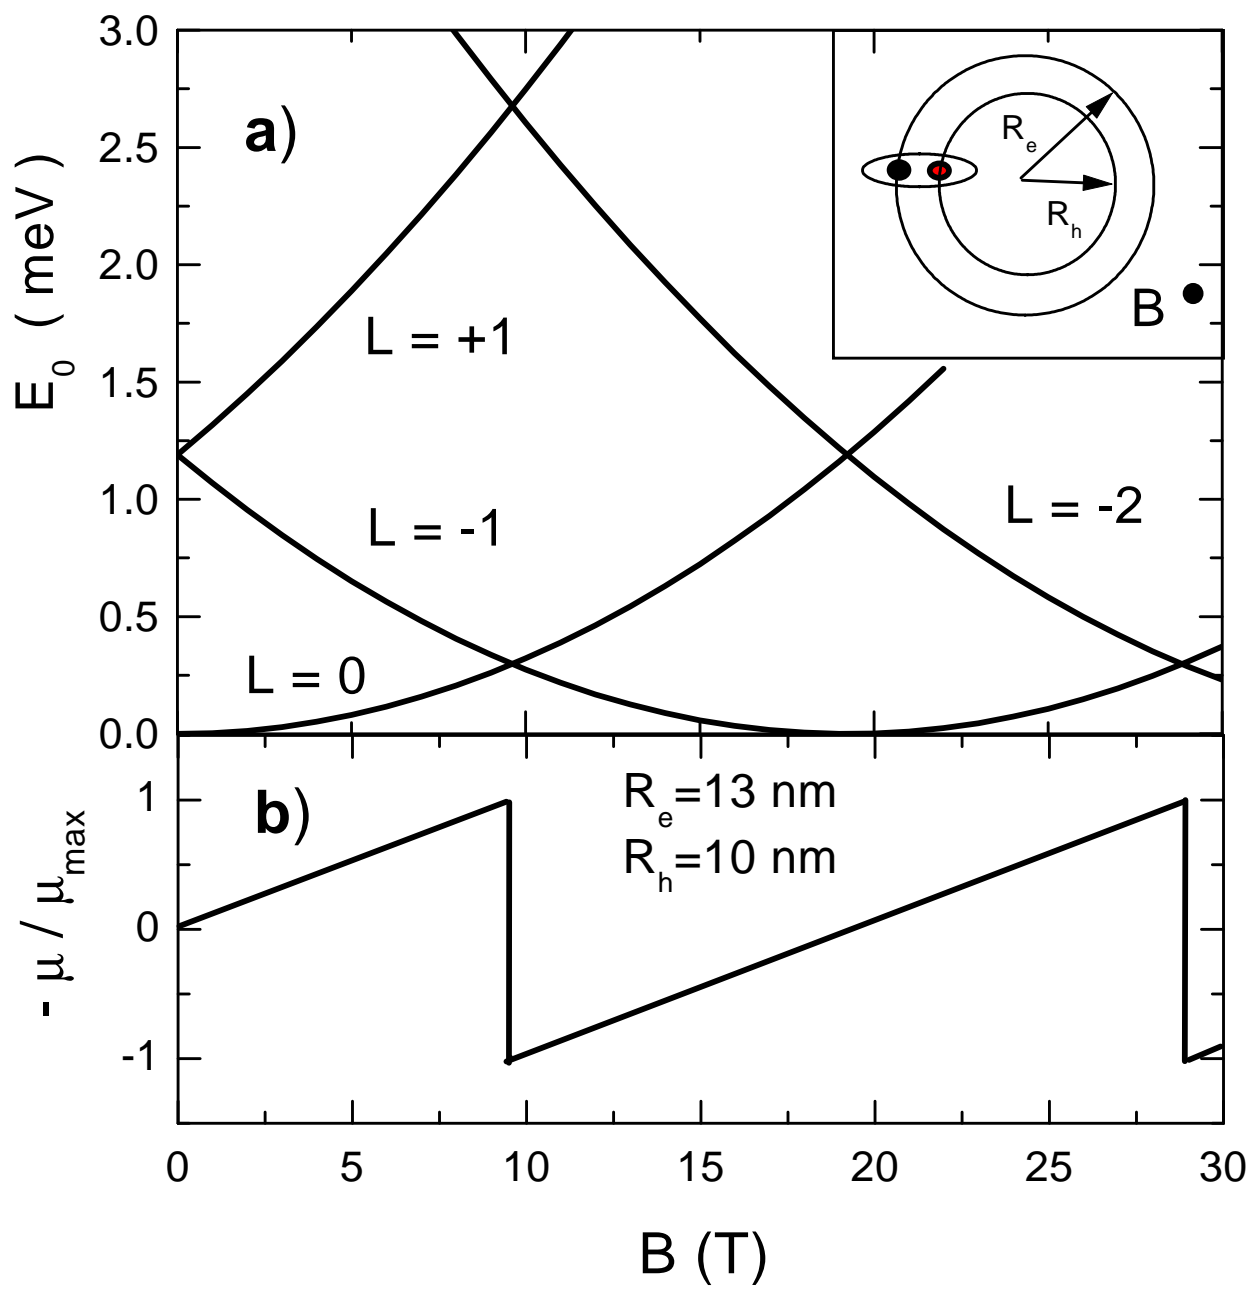 3.0
2.5
2.0
1.5
1.0
0.5
0.0
E0 ( meV )
a)
L = +1
L = -1
L = 0
L = -2
Re
Rh
B
b)
Re=13 nm
Rh=10 nm
1
0
-1
- μ / μmax
0 5 10 15 20 25 30
B (T)